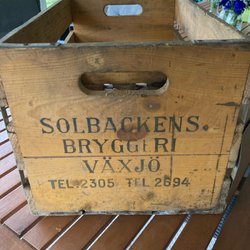 SOLBACKENS.
BRYGGERI
VÄXJÖ
TEL. 2305 TEL 2694